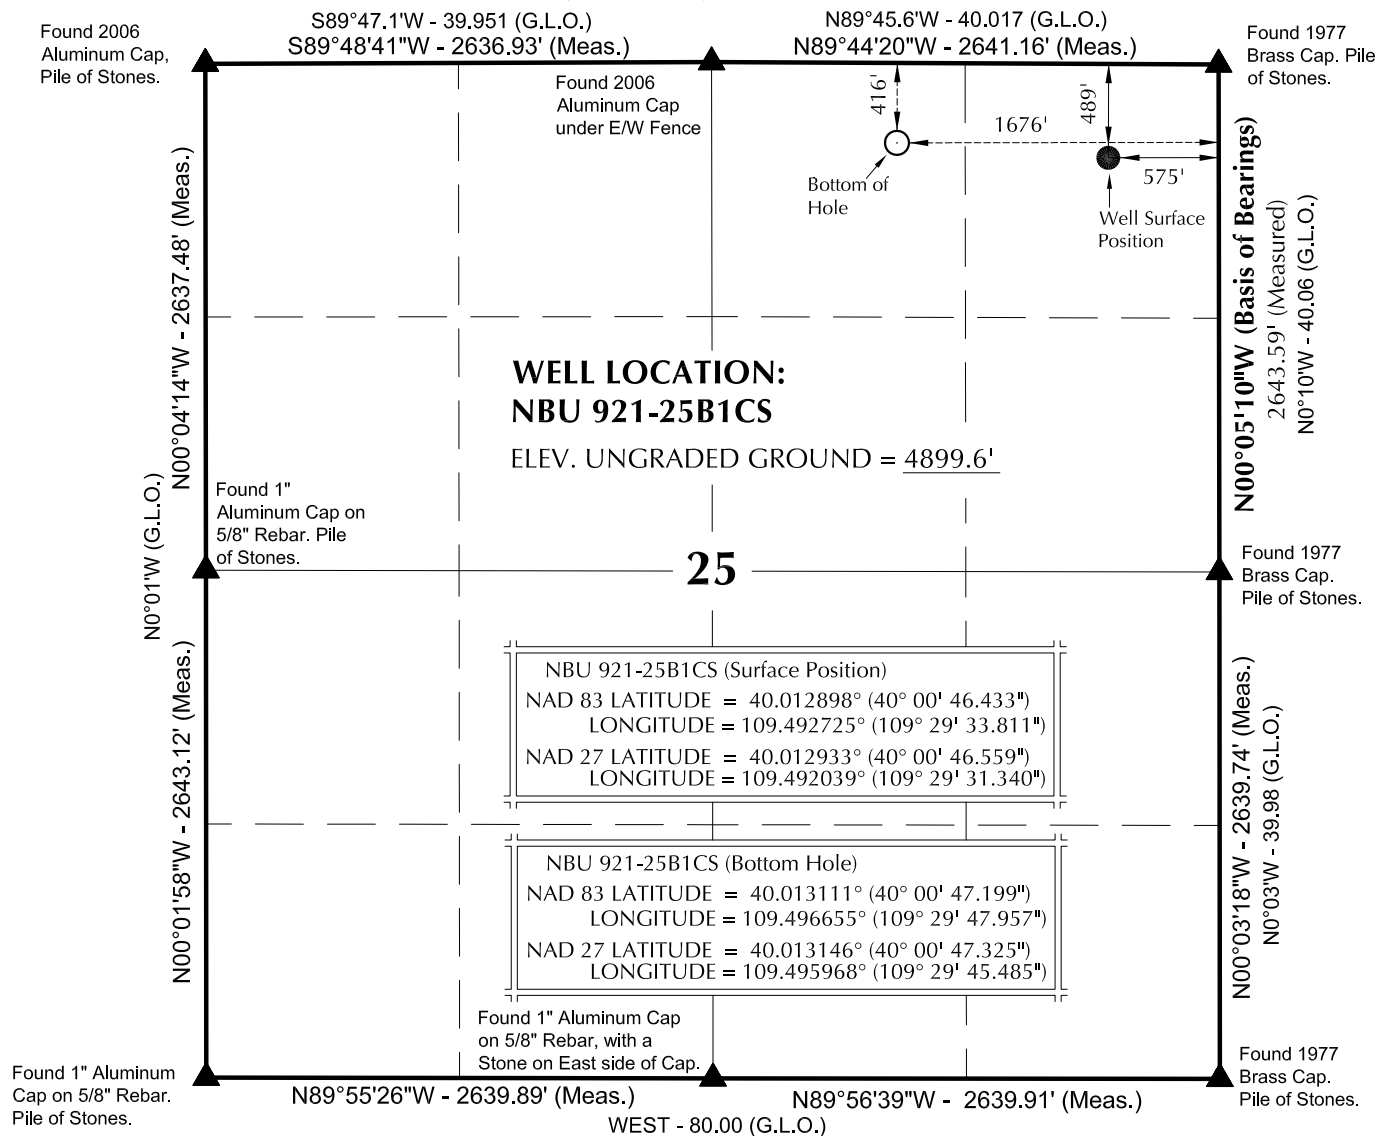 S89°47.1'W - 39.951 (G.L.O.)
S89°48'41"W - 2636.93' (Meas.)
N89°45.6'W - 40.017 (G.L.O.)
N89°44'20"W - 2641.16' (Meas.)
Found 2006
Aluminum Cap,
Pile of Stones.
Found 2006
Aluminum Cap
under E/W Fence
Found 1977
Brass Cap. Pile
of Stones.
416'
1676'
489'
575'
Bottom of
Hole
Well Surface
Position
N00°04'14"W - 2637.48' (Meas.)
N00°05'10"W (Basis of Bearings)
2643.59' (Measured)
N0°10'W - 40.06 (G.L.O.)
WELL LOCATION:
NBU 921-25B1CS
ELEV. UNGRADED GROUND = 4899.6'
Found 1"
Aluminum Cap on
5/8" Rebar. Pile
of Stones.
N0°01'W (G.L.O.)
25
Found 1977
Brass Cap.
Pile of Stones.
N00°01'58"W - 2643.12' (Meas.)
NBU 921-25B1CS (Surface Position)
NAD 83 LATITUDE = 40.012898° (40° 00' 46.433")
LONGITUDE = 109.492725° (109° 29' 33.811")
NAD 27 LATITUDE = 40.012933° (40° 00' 46.559")
LONGITUDE = 109.492039° (109° 29' 31.340")
NBU 921-25B1CS (Bottom Hole)
NAD 83 LATITUDE = 40.013111° (40° 00' 47.199")
LONGITUDE = 109.496655° (109° 29' 47.957")
NAD 27 LATITUDE = 40.013146° (40° 00' 47.325")
LONGITUDE = 109.495968° (109° 29' 45.485")
N00°03'18"W - 2639.74' (Meas.)
N0°03'W - 39.98 (G.L.O.)
Found 1" Aluminum Cap
on 5/8" Rebar, with a
Stone on East side of Cap.
Found 1" Aluminum
Cap on 5/8" Rebar.
Pile of Stones.
Found 1977
Brass Cap.
Pile of Stones.
N89°55'26"W - 2639.89' (Meas.)
N89°56'39"W - 2639.91' (Meas.)
WEST - 80.00 (G.L.O.)